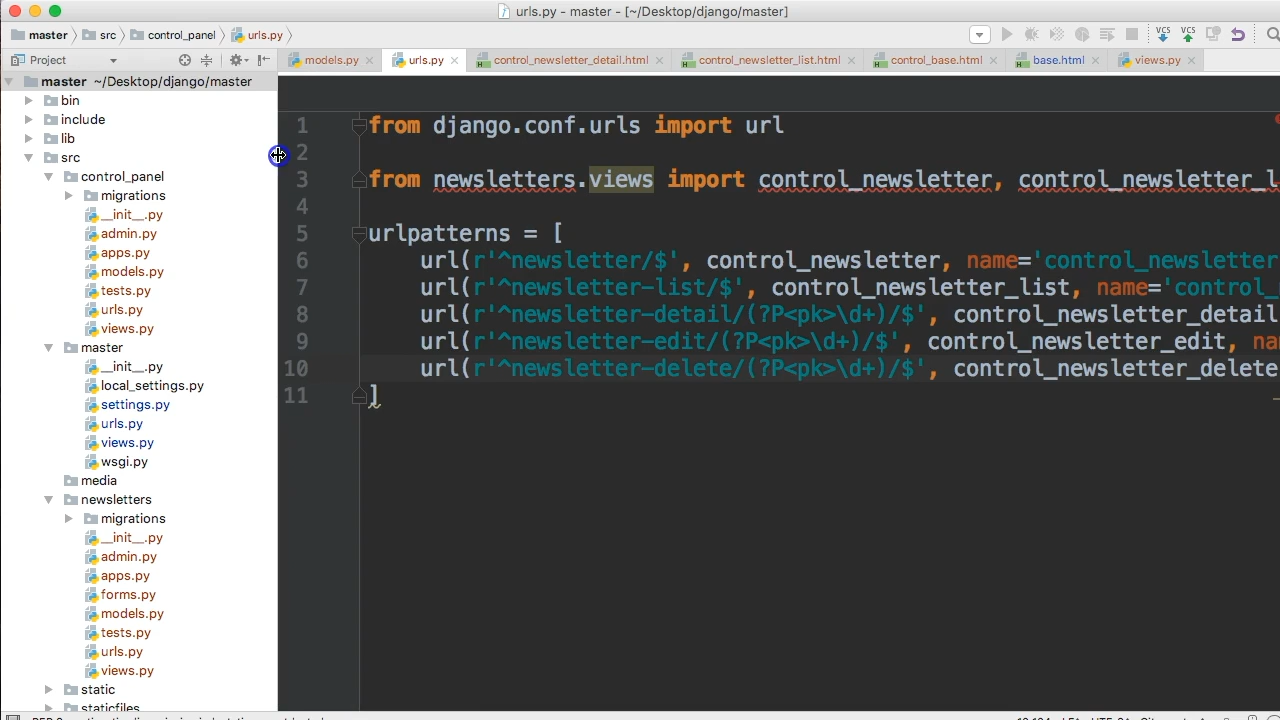 urls.py - master - [~/Desktop/django/master]
master src control_panel urls.py
Project models.py urls.py control_newsletter_detail.html control_newsletter_list.html control_base.html base.html views.py
VCS VCS
master ~/Desktop/django/master
bin
include
lib
src
control_panel
migrations
__init__.py
admin.py
apps.py
models.py
tests.py
urls.py
views.py
master
__init__.py
local_settings.py
settings.py
urls.py
views.py
wsgi.py
media
newsletters
migrations
__init__.py
admin.py
apps.py
forms.py
models.py
tests.py
urls.py
views.py
static
staticfiles
1 from django.conf.urls import url
2
3 from newsletters.views import control_newsletter, control_newsletter_l
4
5 urlpatterns = [
6 url(r'^newsletter/$', control_newsletter, name='control_newsletter
7 url(r'^newsletter-list/$', control_newsletter_list, name='control_
8 url(r'^newsletter-detail/(?P<pk>\d+)/$', control_newsletter_detail
9 url(r'^newsletter-edit/(?P<pk>\d+)/$', control_newsletter_edit, na
10 url(r'^newsletter-delete/(?P<pk>\d+)/$', control_newsletter_delete
11 ]